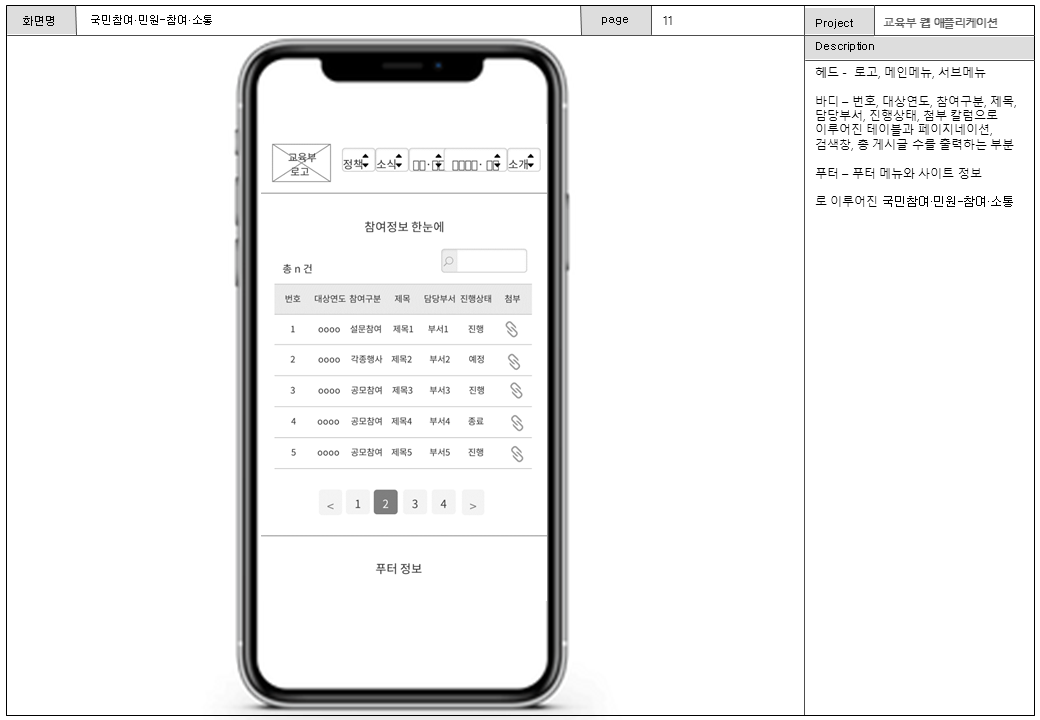 화면명 국민참여·민원-참여·소통 page 11 Project 교육부 웹 애플리케이션
Description
헤드 - 로고, 메인메뉴, 서브메뉴
바디 – 번호, 대상연도, 참여구분, 제목,
담당부서, 진행상태, 첨부 칼럼으로
이루어진 테이블과 페이지네이션,
검색창, 총 게시글 수를 출력하는 부분
푸터 – 푸터 메뉴와 사이트 정보
로 이루어진 국민참여·민원-참여·소통
교육부
로고
정책 소식 소개
참여정보 한눈에
총 n 건
번호 대상연도 참여구분 제목 담당부서 진행상태 첨부
1 oooo 설문참여 제목1 부서1 진행
2 oooo 각종행사 제목2 부서2 예정
3 oooo 공모참여 제목3 부서3 진행
4 oooo 공모참여 제목4 부서4 종료
5 oooo 공모참여 제목5 부서5 진행
< 1 2 3 4 >
푸터 정보